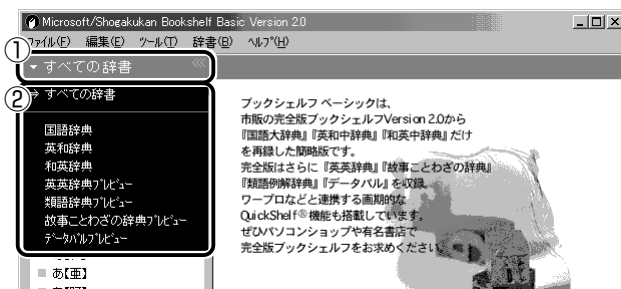 Microsoft/Shogakukan Bookshelf Basic Version 2.0
ファイル(F) 編集(E) ツール(T) 辞書(B) ヘルプ(H)
①
すべての辞書
②
⇒ すべての辞書
国語辞典
英和辞典
和英辞典
英英辞典プレビュー
類語辞典プレビュー
故事ことわざの辞典プレビュー
データパルプレビュー
あ【亜】
ブックシェルフ ベーシックは、
市販の完全版ブックシェルフVersion 2.0から
『国語大辞典』『英和中辞典』『和英中辞典』だけ
を再録した簡略版です。
完全版はさらに『英英辞典』『故事ことわざの辞典』
『類語例解辞典』『データパル』を収録。
ワープロなどと連携する画期的な
QuickShelf®機能も搭載しています。
ぜひパソコンショップや有名書店で
完全版ブックシェルフをお求めください。